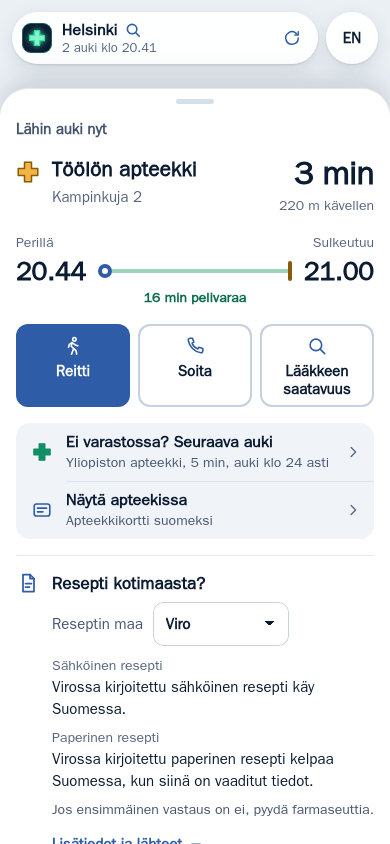 Helsinki
2 auki klo 20.41
EN
Lähin auki nyt
Töölön apteekki
3 min
Kampinkuja 2
220 m kävellen
Perillä
Sulkeutuu
20.44
21.00
16 min pelivaraa
Reitti
Soita
Lääkkeen
saatavuus
Ei varastossa? Seuraava auki
Yliopiston apteekki, 5 min, auki klo 24 asti
Näytä apteekissa
Apteekkikortti suomeksi
Resepti kotimaasta?
Reseptin maa
Viro
Sähköinen resepti
Virossa kirjoitettu sähköinen resepti käy
Suomessa.
Paperinen resepti
Virossa kirjoitettu paperinen resepti kelpaa
Suomessa, kun siinä on vaaditut tiedot.
Jos ensimmäinen vastaus on ei, pyydä farmaseuttia.
Lisätiedot ja lähteet